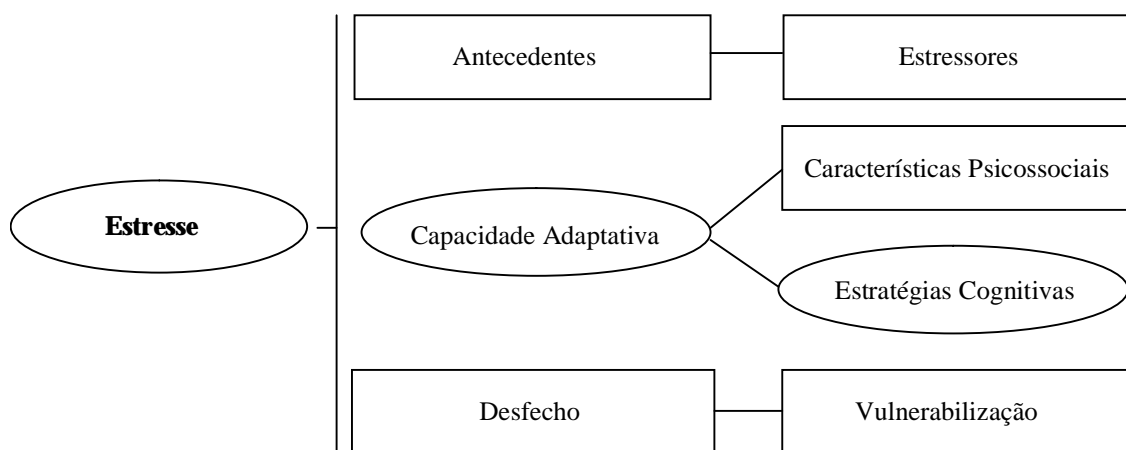 Antecedentes
Estressores
Características Psicossociais
Estresse
Capacidade Adaptativa
Estratégias Cognitivas
Desfecho
Vulnerabilização